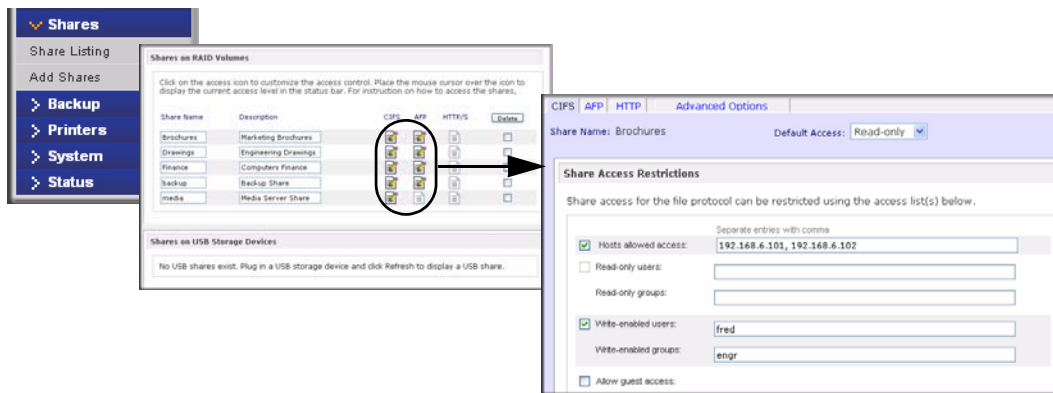 Shares
Share Listing
Add Shares
Backup
Printers
System
Status
Shares on RAID Volumes
Click on the access icon to customize the access control. Place the mouse cursor over the icon to
display the current access level in the status bar. For instruction on how to access the shares,
Share Name Description CIFS AFP HTTP/S Delete
Brochures Marketing Brochures
Drawings Engineering Drawings
Finance Computers Finance
backup Backup Share
media Media Server Share
Shares on USB Storage Devices
No USB shares exist. Plug in a USB storage device and click Refresh to display a USB share.
CIFS AFP HTTP Advanced Options
Share Name: Brochures Default Access: Read-only
Share Access Restrictions
Share access for the file protocol can be restricted using the access list(s) below.
Separate entries with comma
Hosts allowed access: 192.168.6.101, 192.168.6.102
Read-only users:
Read-only groups:
Write-enabled users: fred
Write-enabled groups: engr
Allow guest access: